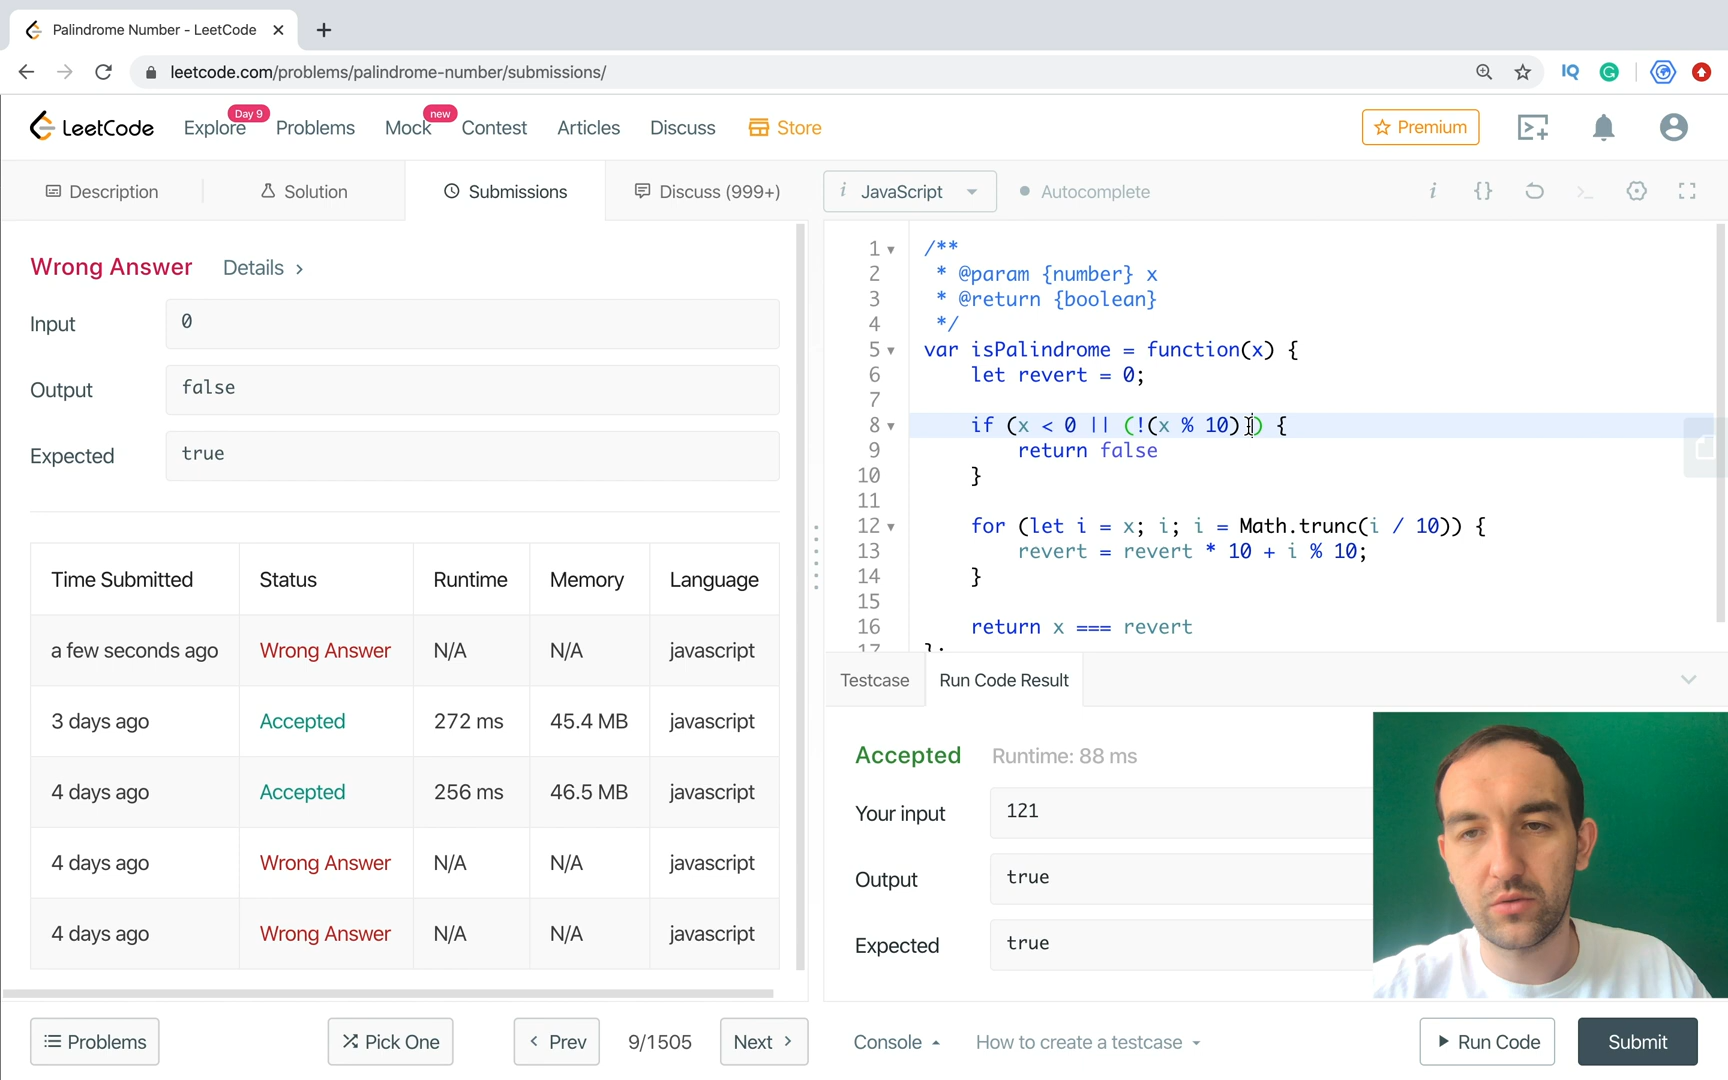 Palindrome Number - LeetCode
leetcode.com/problems/palindrome-number/submissions/
IQ
LeetCode
Explore
Day 9
Problems
Mock
new
Contest
Articles
Discuss
Store
Premium
Description
Solution
Submissions
Discuss (999+)
i JavaScript
Autocomplete
i {}
Wrong Answer
Details
Input
0
Output
false
Expected
true
Time Submitted Status Runtime Memory Language
a few seconds ago Wrong Answer N/A N/A javascript
3 days ago Accepted 272 ms 45.4 MB javascript
4 days ago Accepted 256 ms 46.5 MB javascript
4 days ago Wrong Answer N/A N/A javascript
4 days ago Wrong Answer N/A N/A javascript
1 /**
2 * @param {number} x
3 * @return {boolean}
4 */
5 var isPalindrome = function(x) {
6 let revert = 0;
7
8 if (x < 0 || (!(x % 10))) {
9 return false
10 }
11
12 for (let i = x; i; i = Math.trunc(i / 10)) {
13 revert = revert * 10 + i % 10;
14 }
15
16 return x === revert
17 };
Testcase
Run Code Result
Accepted
Runtime: 88 ms
Your input
121
Output
true
Expected
true
Problems
Pick One
Prev
9/1505
Next
Console
How to create a testcase
Run Code
Submit